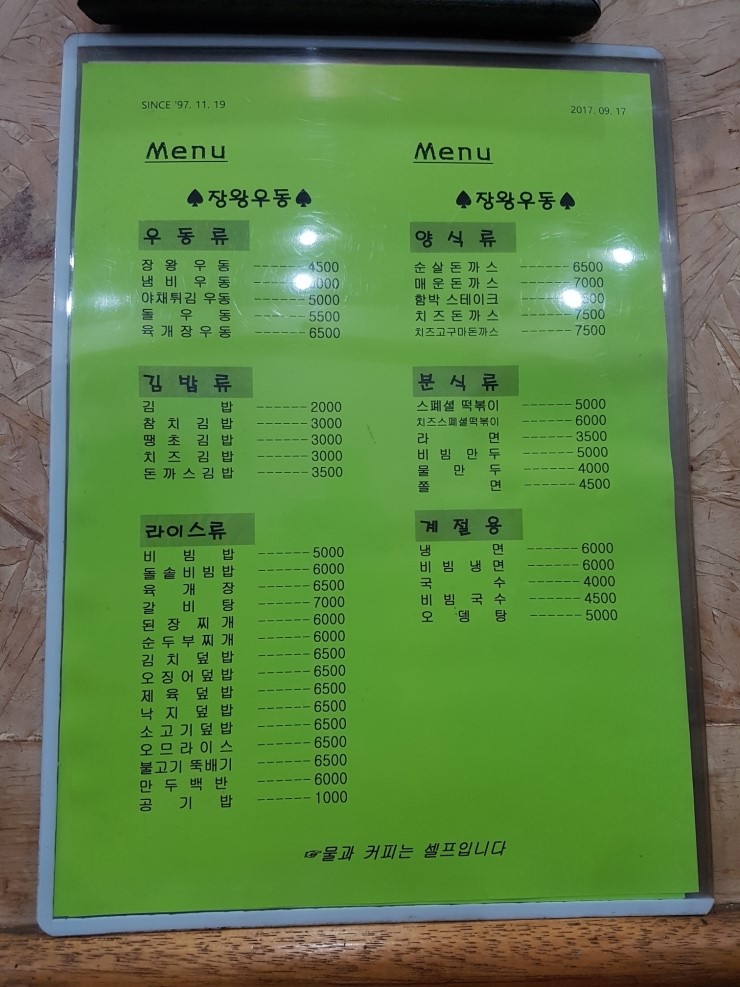 SINCE '97. 11. 19
Menu
♠장왕우동♠
우동류
장왕우동 ------4500
냄비우동
야채튀김우동 ------5000
돌우동 ------5500
육개장우동 ------6500
김밥류
김밥 ------2000
참치김밥 ------3000
땡초김밥 ------3000
치즈김밥 ------3000
돈까스김밥 ------3500
라이스류
비빔밥 ------5000
돌솥비빔밥 ------6000
육개장 ------6500
갈비탕 ------7000
된장찌개 ------6000
순두부찌개 ------6000
김치덮밥 ------6500
오징어덮밥 ------6500
제육덮밥 ------6500
낙지덮밥 ------6500
소고기덮밥 ------6500
오므라이스 ------6500
불고기 뚝배기 ------6500
만두백반 ------6000
공기밥 ------1000
2017. 09. 17
Menu
♠장왕우동♠
양식류
순살돈까스 ------6500
매운돈까스 ------7000
함박 스테이크
치즈돈까스 ------7500
치즈고구마돈까스 ------7500
분식류
스폐셜 떡볶이 ------5000
치즈스폐셜떡볶이 ------6000
라면 ------3500
비빔만두 ------5000
물만두 ------4000
쫄면 ------4500
계절용
냉면 ------6000
비빔냉면 ------6000
국수 ------4000
비빔국수 ------4500
오뎅탕 ------5000
☞물과 커피는 셀프입니다